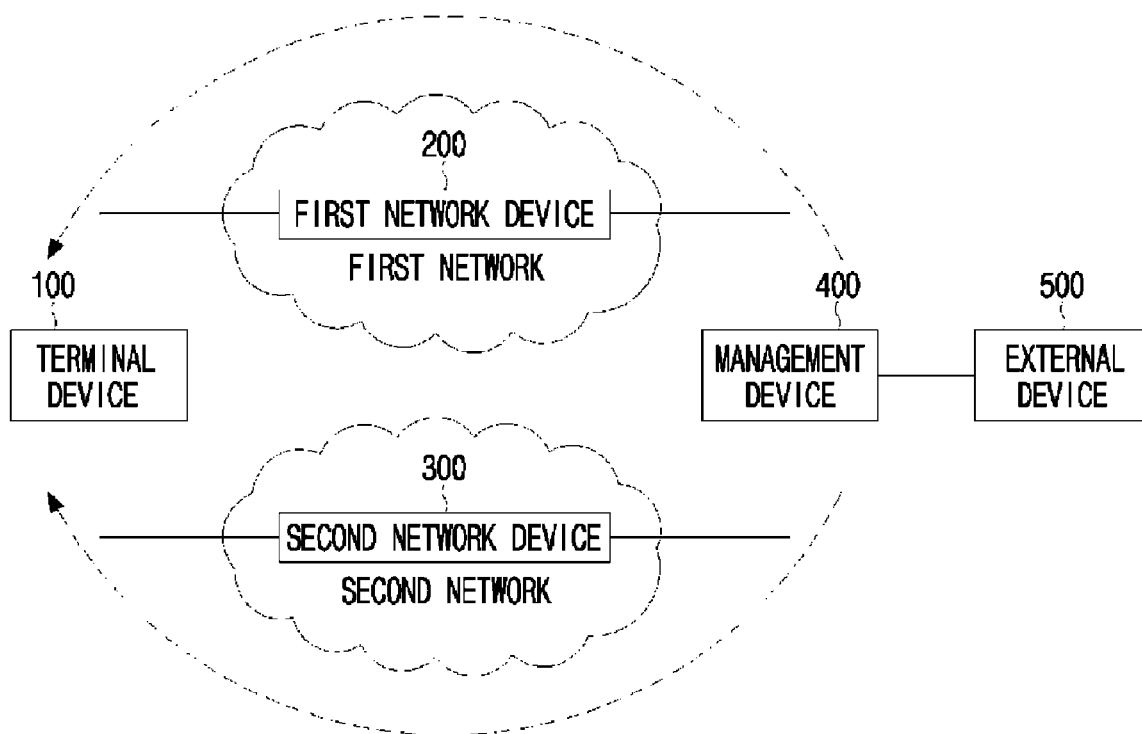 200
FIRST NETWORK DEVICE
FIRST NETWORK
100
TERMINAL
DEVICE
400
MANAGEMENT
DEVICE
500
EXTERNAL
DEVICE
300
SECOND NETWORK DEVICE
SECOND NETWORK